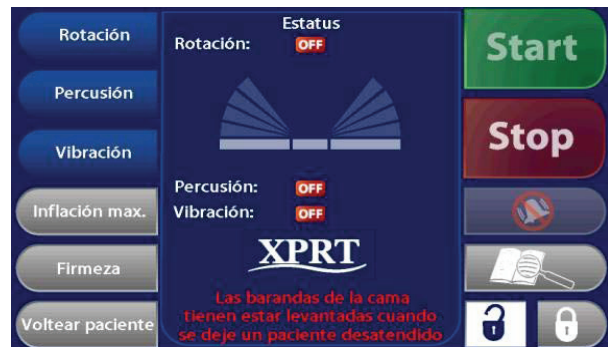 Rotación
Percusión
Vibración
Inflación max.
Firmeza
Voltear paciente
Estatus
Rotación: OFF
Percusión: OFF
Vibración: OFF
XPRT
Las barandas de la cama
tienen estar levantadas cuando
se deje un paciente desatendido
Start
Stop